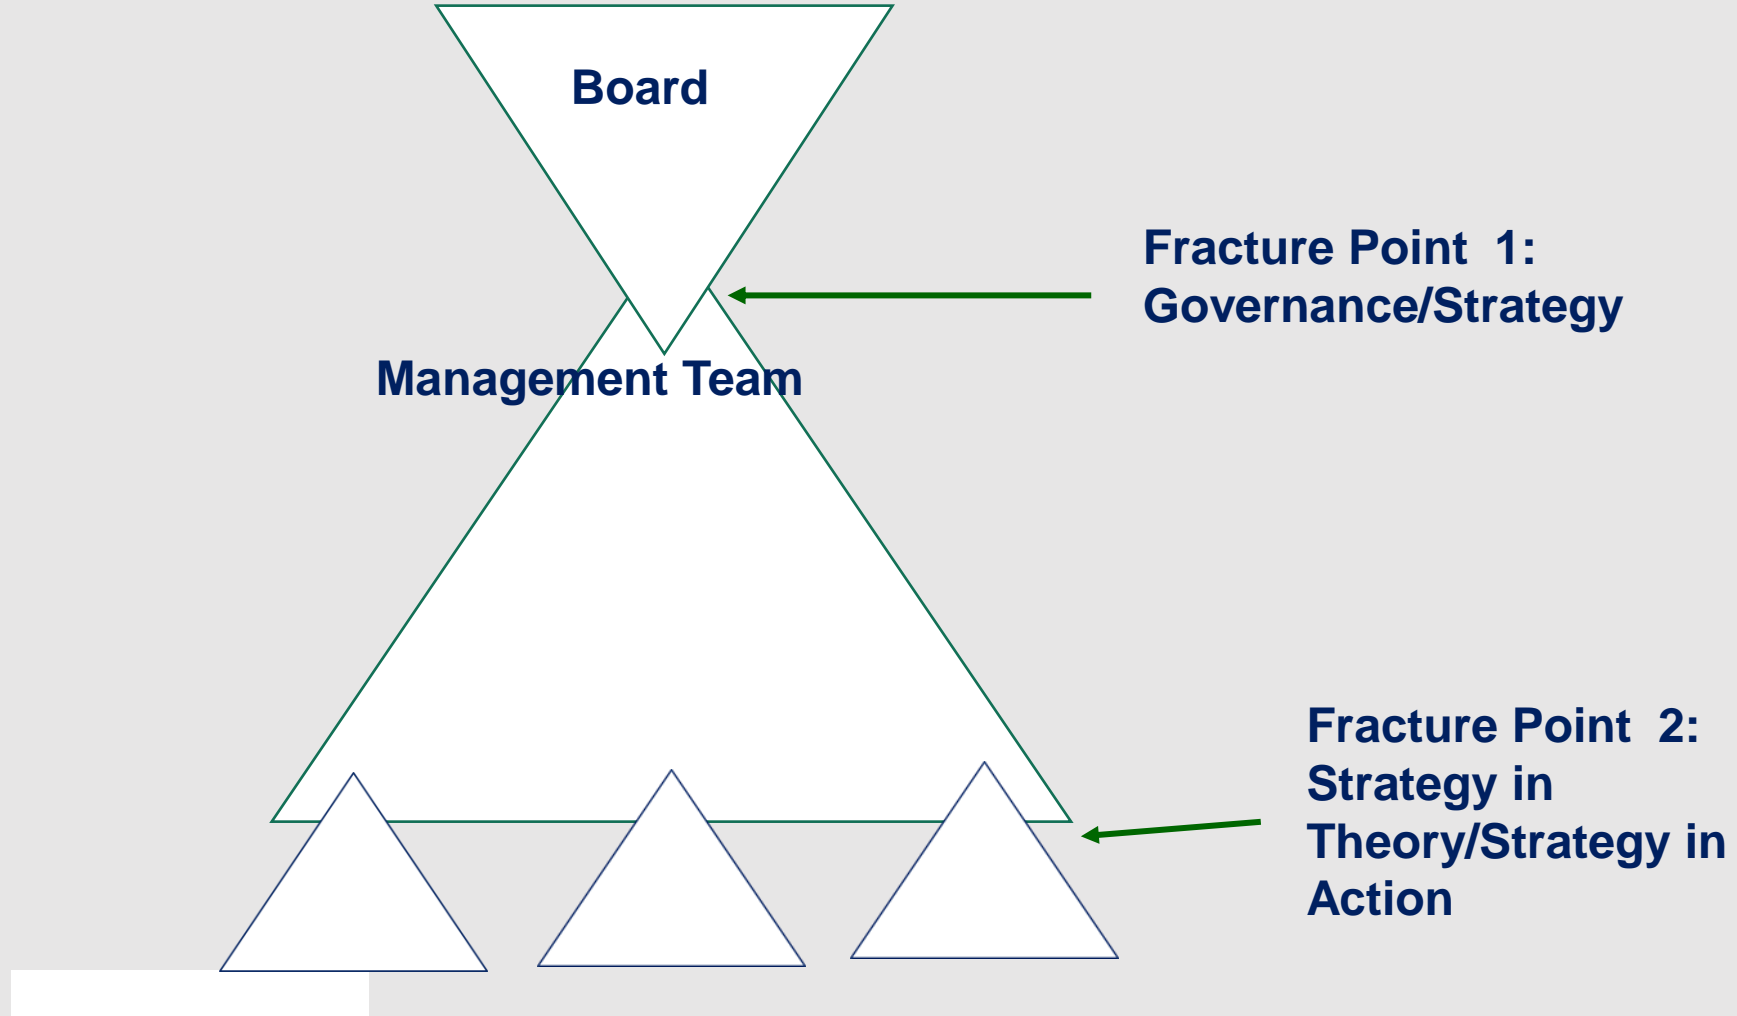 Board
Fracture Point  1:
Governance/Strategy
Management Team
Fracture Point  2:
Strategy in
Theory/Strategy in
Action